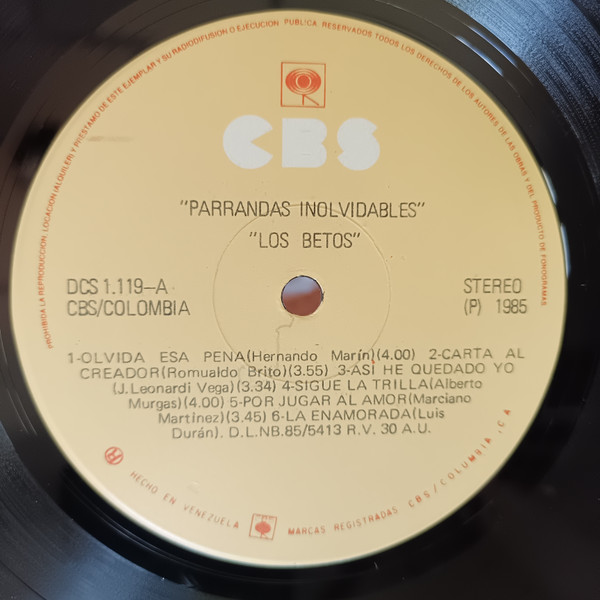 PROHIBIDA LA REPRODUCCION, LOCACION (ALQUILER) Y PRESTAMO DE ESTE EJEMPLAR Y SU RADIODIFUSION O EJECUCION PUBLICA RESERVADOS TODOS LOS DERECHOS DE LOS AUTORES DE LAS OBRAS Y DEL PRODUCTO DE FONOGRAMAS
CBS
"PARRANDAS INOLVIDABLES"
"LOS BETOS"
DCS 1.119-A
CBS/COLOMBIA
STEREO
(P) 1985
1-OLVIDA ESA PENA(Hernando Marín)(4.00) 2-CARTA AL
CREADOR(Romualdo Brito)(3.55) 3-ASI HE QUEDADO YO
(J.Leonardi Vega)(3.34) 4-SIGUE LA TRILLA(Alberto
Murgas)(4.00) 5-POR JUGAR AL AMOR(Marciano
Martinez)(3.45) 6-LA ENAMORADA(Luis
Durán). D.L.NB.85/5413 R.V. 30 A.U.
HECHO EN VENEZUELA
MARCAS REGISTRADAS CBS/COLUMBIA, CA